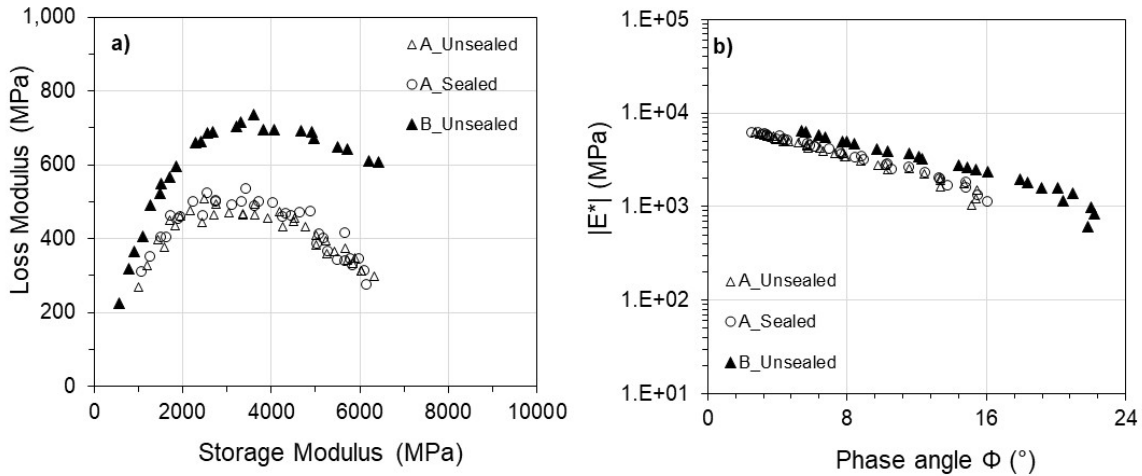 a)
Loss Modulus (MPa)
1,000
800
600
400
200
0
A_Unsealed
A_Sealed
B_Unsealed
0 2000 4000 6000 8000 10000
Storage Modulus (MPa)
b)
|E*| (MPa)
1.E+05
1.E+04
1.E+03
1.E+02
1.E+01
A_Unsealed
A_Sealed
B_Unsealed
0 8 16 24
Phase angle Φ (°)